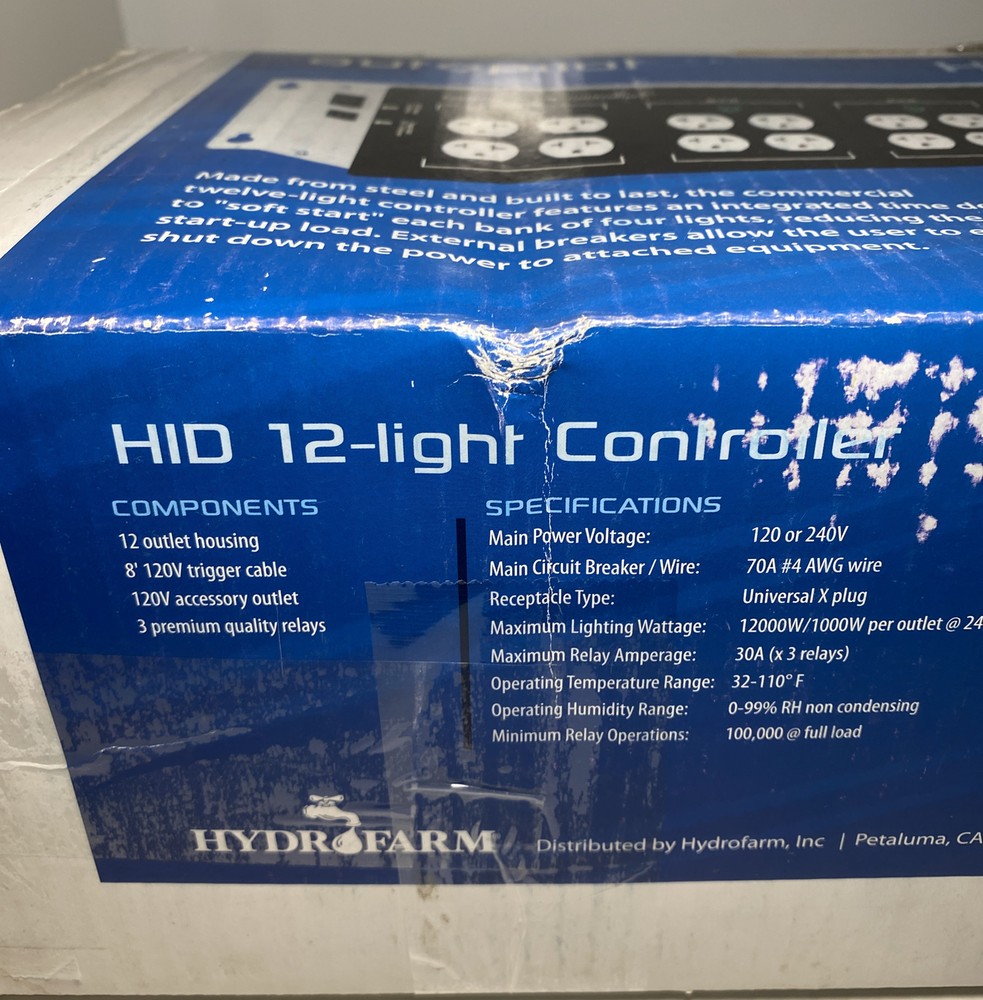 Made from steel and built to last, the commercial
twelve-light controller features an integrated time de
to "soft start" each bank of four lights, reducing the
start-up load. External breakers allow the user to e
shut down the power to attached equipment.
HID 12-light Controller
COMPONENTS
12 outlet housing
8' 120V trigger cable
120V accessory outlet
3 premium quality relays
SPECIFICATIONS
Main Power Voltage: 120 or 240V
Main Circuit Breaker / Wire: 70A #4 AWG wire
Receptacle Type: Universal X plug
Maximum Lighting Wattage: 12000W/1000W per outlet @ 24
Maximum Relay Amperage: 30A (x 3 relays)
Operating Temperature Range: 32-110° F
Operating Humidity Range: 0-99% RH non condensing
Minimum Relay Operations: 100,000 @ full load
HYDROFARM
Distributed by Hydrofarm, Inc | Petaluma, CA